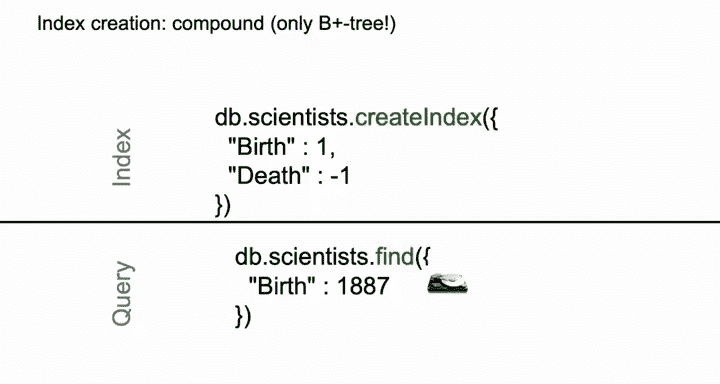 Index creation: compound (only B+-tree!)
Index
db.scientists.createIndex({
"Birth" : 1,
"Death" : -1
})
Query
db.scientists.find({
"Birth" : 1887
})